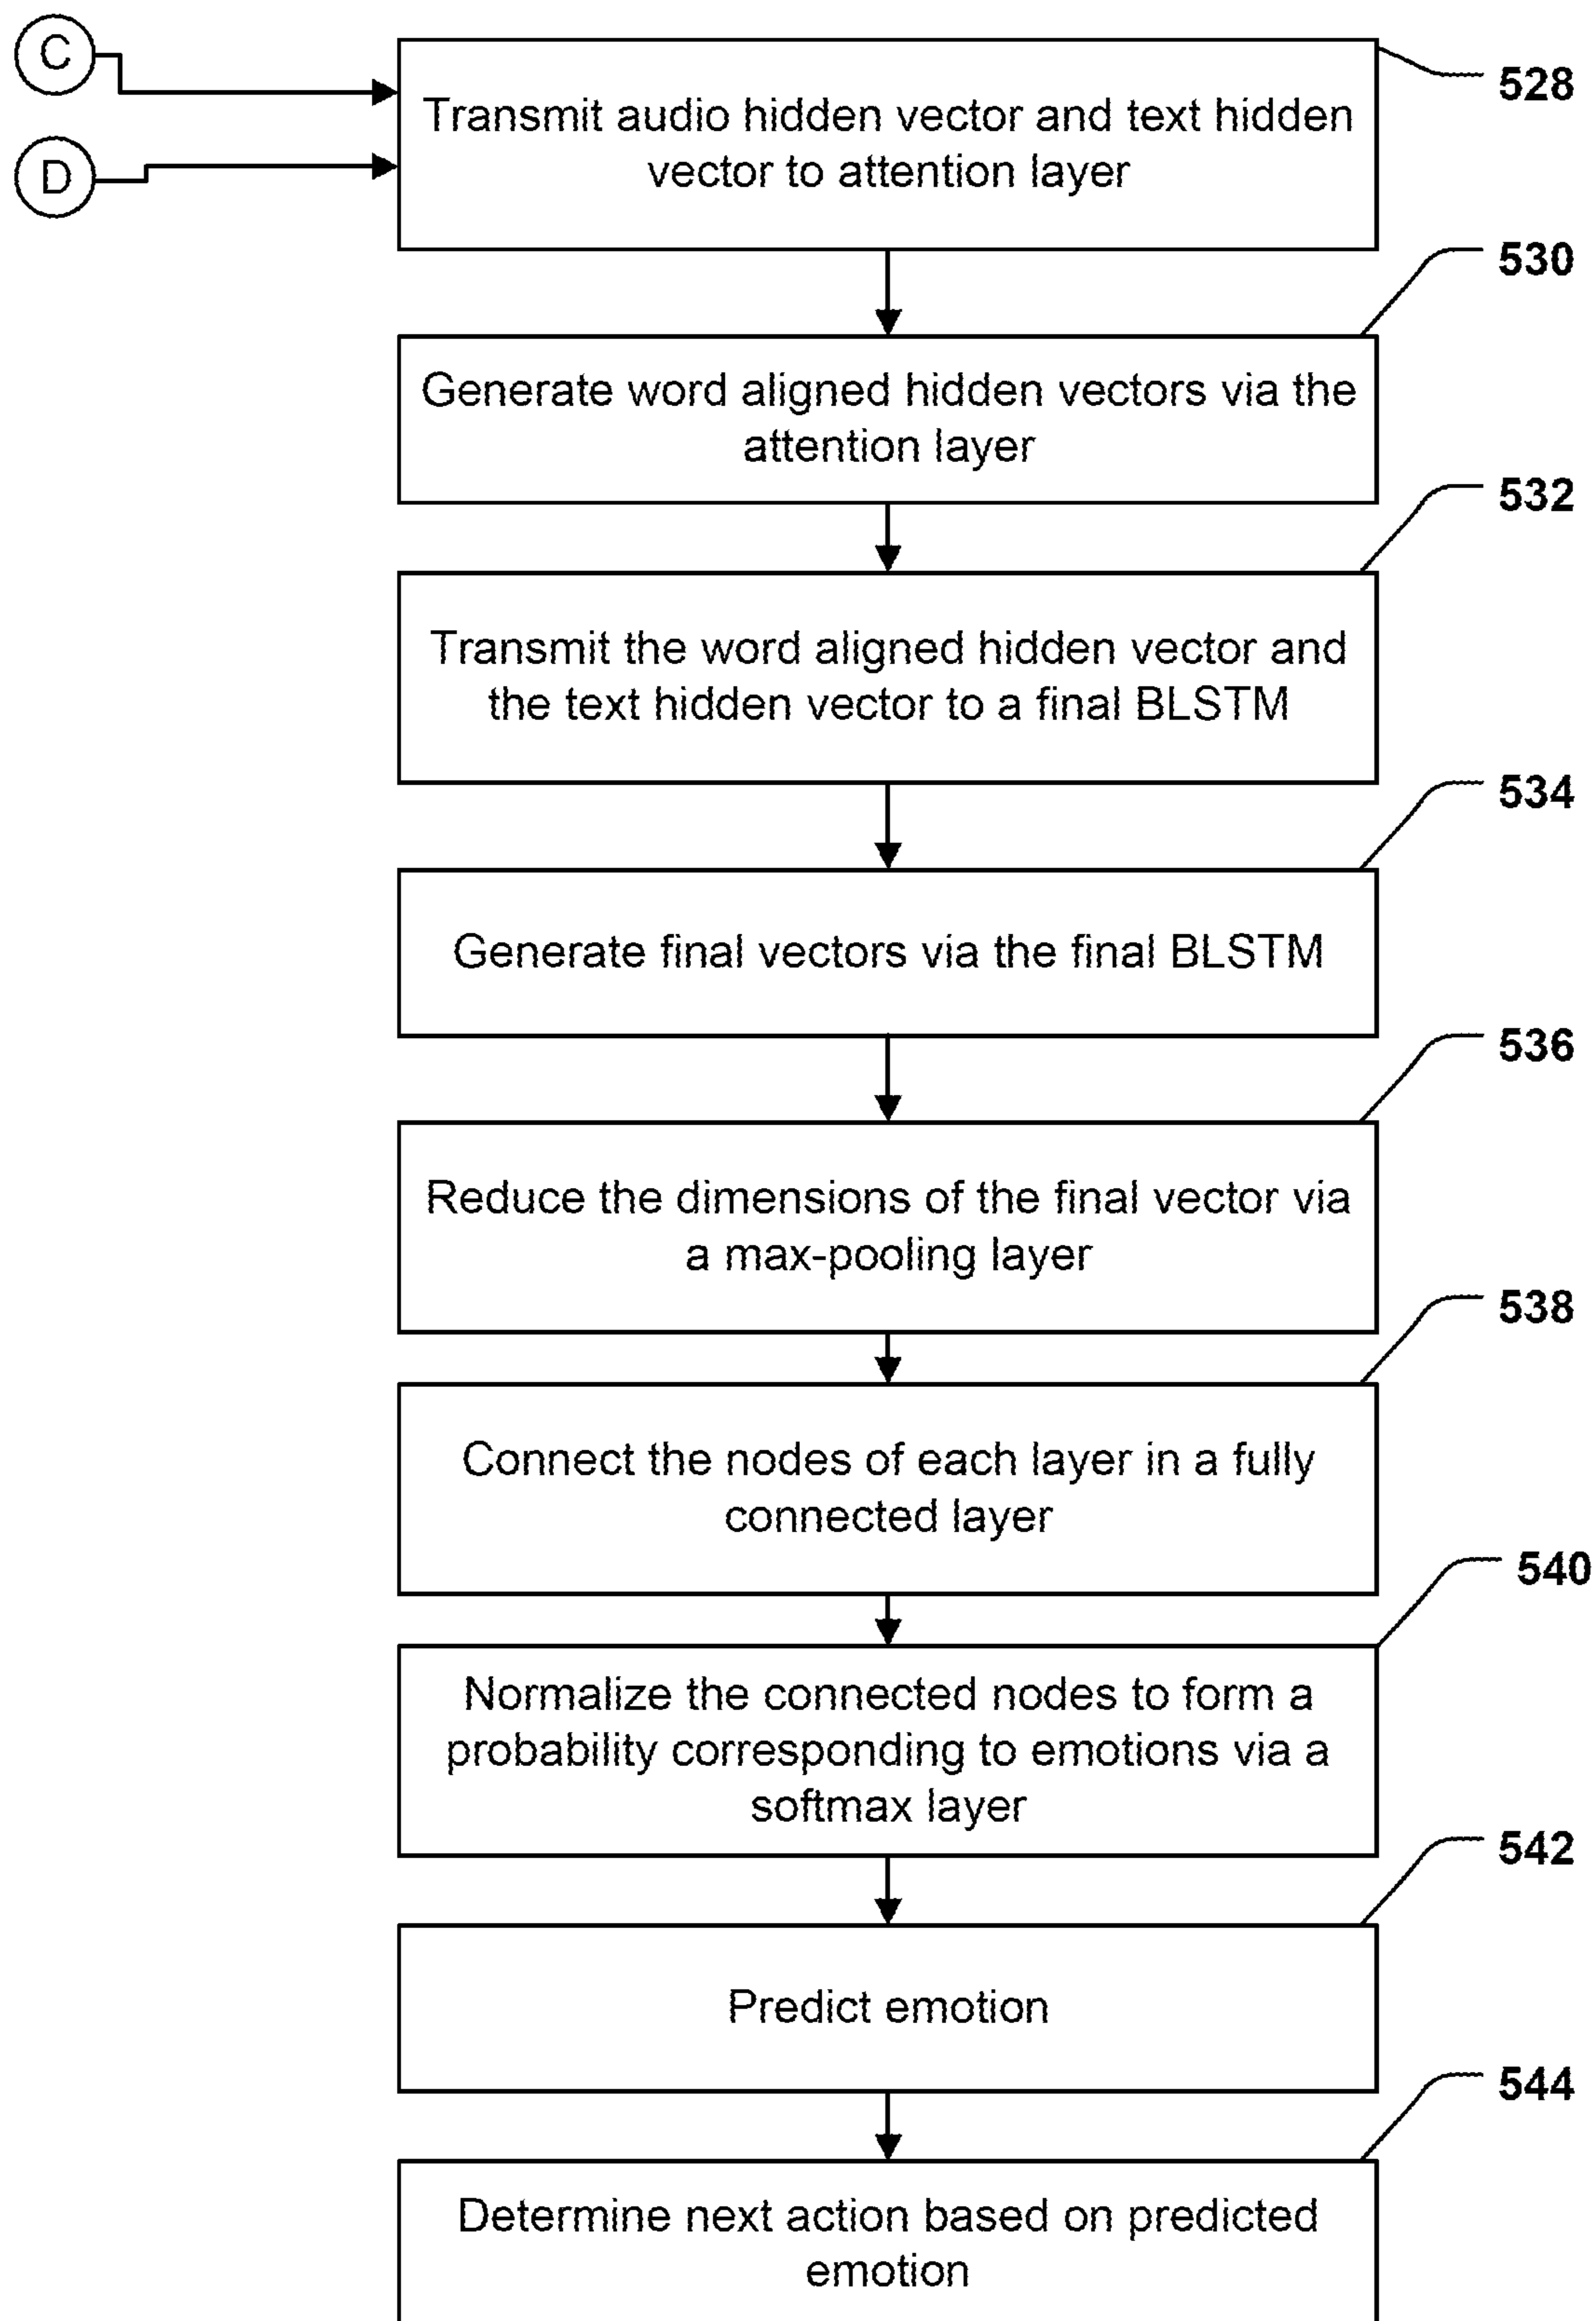 C
528
Transmit audio hidden vector and text hidden
vector to attention layer
D
530
Generate word aligned hidden vectors via the
attention layer
532
Transmit the word aligned hidden vector and
the text hidden vector to a final BLSTM
534
Generate final vectors via the final BLSTM
536
Reduce the dimensions of the final vector via
a max-pooling layer
538
Connect the nodes of each layer in a fully
connected layer
540
Normalize the connected nodes to form a
probability corresponding to emotions via a
softmax layer
542
Predict emotion
544
Determine next action based on predicted
emotion